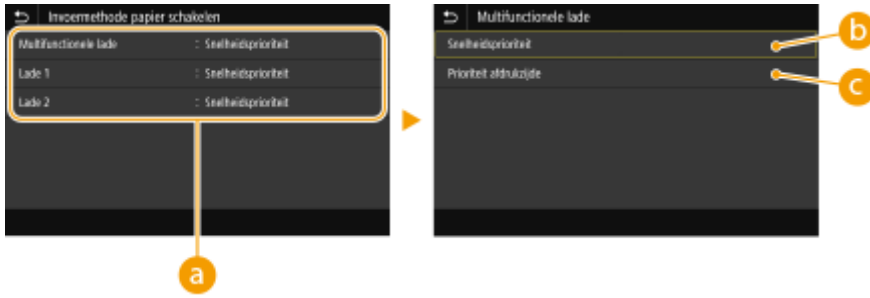 Invoermethode papier schakelen
Multifunctionele lade : Snelheidsprioriteit
Lade 1 : Snelheidsprioriteit
Lade 2 : Snelheidsprioriteit
a
Multifunctionele lade
Snelheidsprioriteit
b
Prioriteit afdrukzijde
c